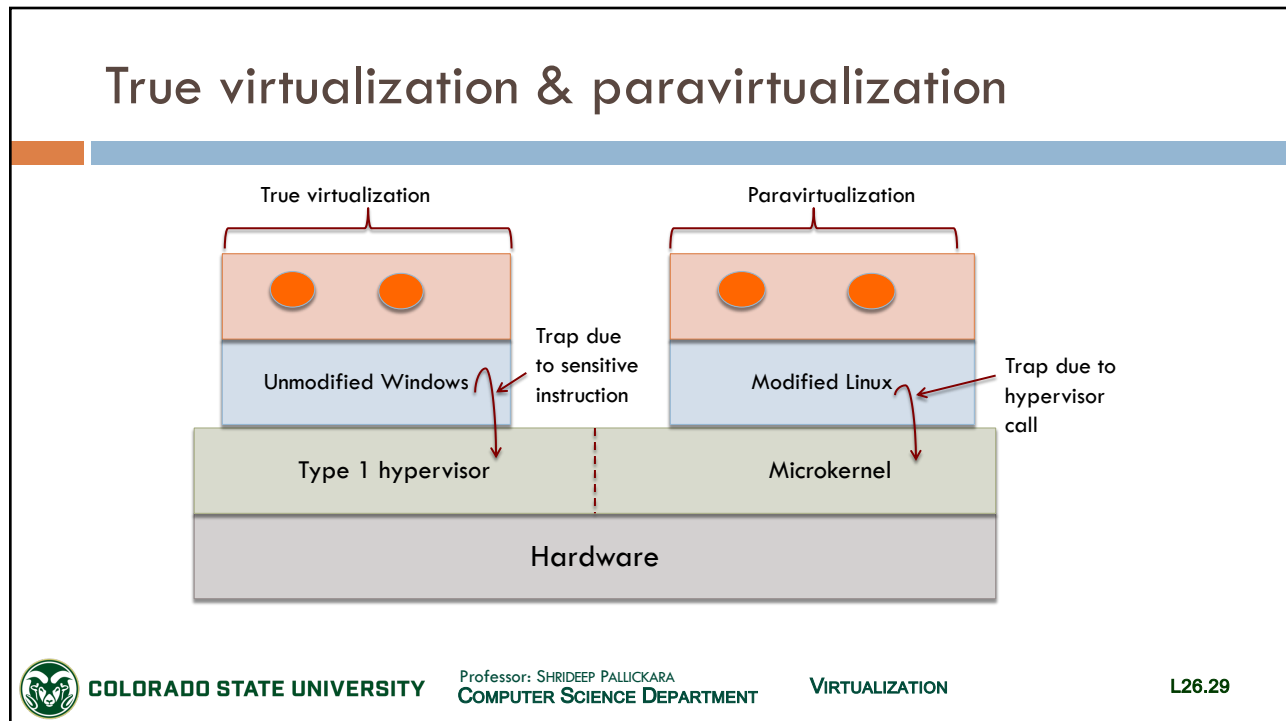 True virtualization & paravirtualization
True virtualization
Paravirtualization
Trap due
to sensitive
instruction
Unmodified Windows
Modified Linux
Trap due to
hypervisor
call
Type 1 hypervisor
Microkernel
Hardware
COLORADO STATE UNIVERSITY
Professor: SHRIDEEP PALLICKARA
COMPUTER SCIENCE DEPARTMENT
VIRTUALIZATION
L26.29